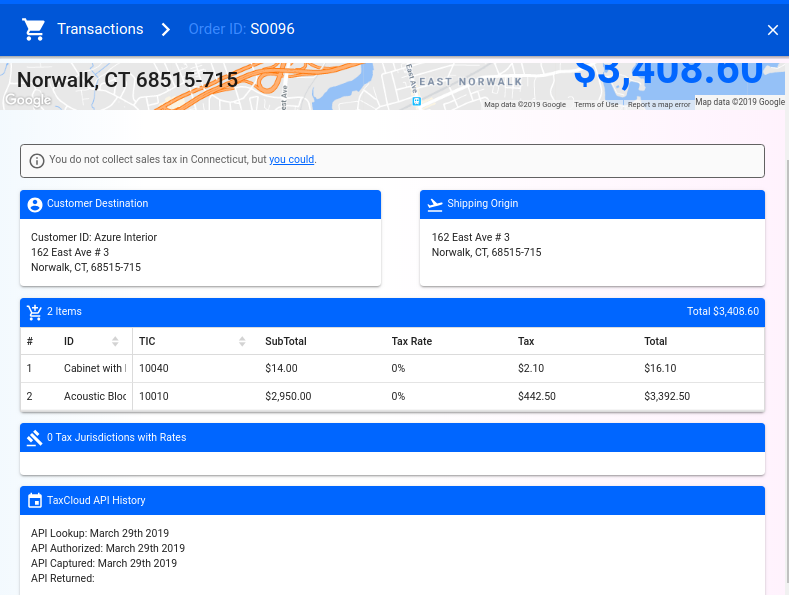 Transactions Order ID: SO096
Norwalk, CT 68515-715
$3,408.60
EAST NORWALK
East Ave
est Ave
Google
Map data ©2019 Google Terms of Use Report a map error Map data ©2019 Google
You do not collect sales tax in Connecticut, but you could.
Customer Destination
Customer ID: Azure Interior
162 East Ave # 3
Norwalk, CT, 68515-715
Shipping Origin
162 East Ave # 3
Norwalk, CT, 68515-715
2 Items Total $3,408.60
# ID TIC SubTotal Tax Rate Tax Total
1 Cabinet with 10040 $14.00 0% $2.10 $16.10
2 Acoustic Bloc 10010 $2,950.00 0% $442.50 $3,392.50
0 Tax Jurisdictions with Rates
TaxCloud API History
API Lookup: March 29th 2019
API Authorized: March 29th 2019
API Captured: March 29th 2019
API Returned: